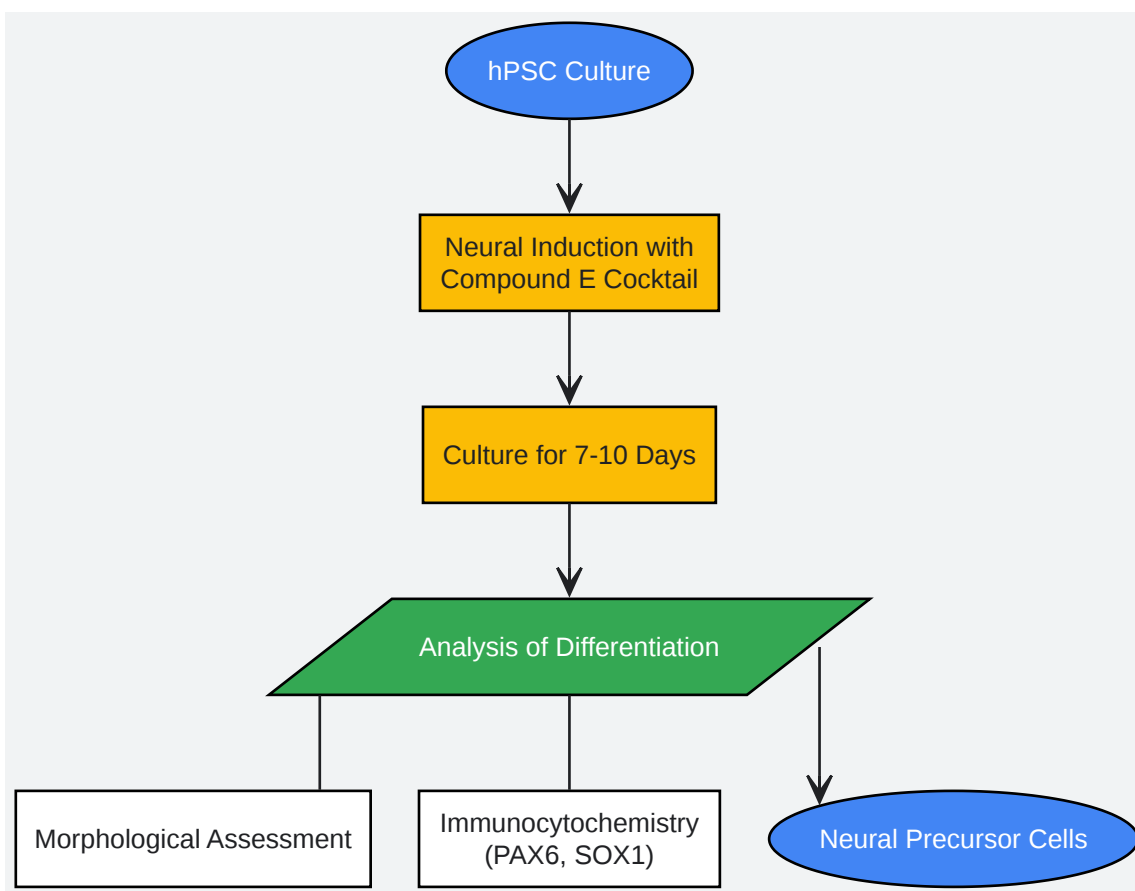 hPSC Culture
Neural Induction with
Compound E Cocktail
Culture for 7-10 Days
Analysis of Differentiation
Morphological Assessment
Immunocytochemistry
(PAX6, SOX1)
Neural Precursor Cells